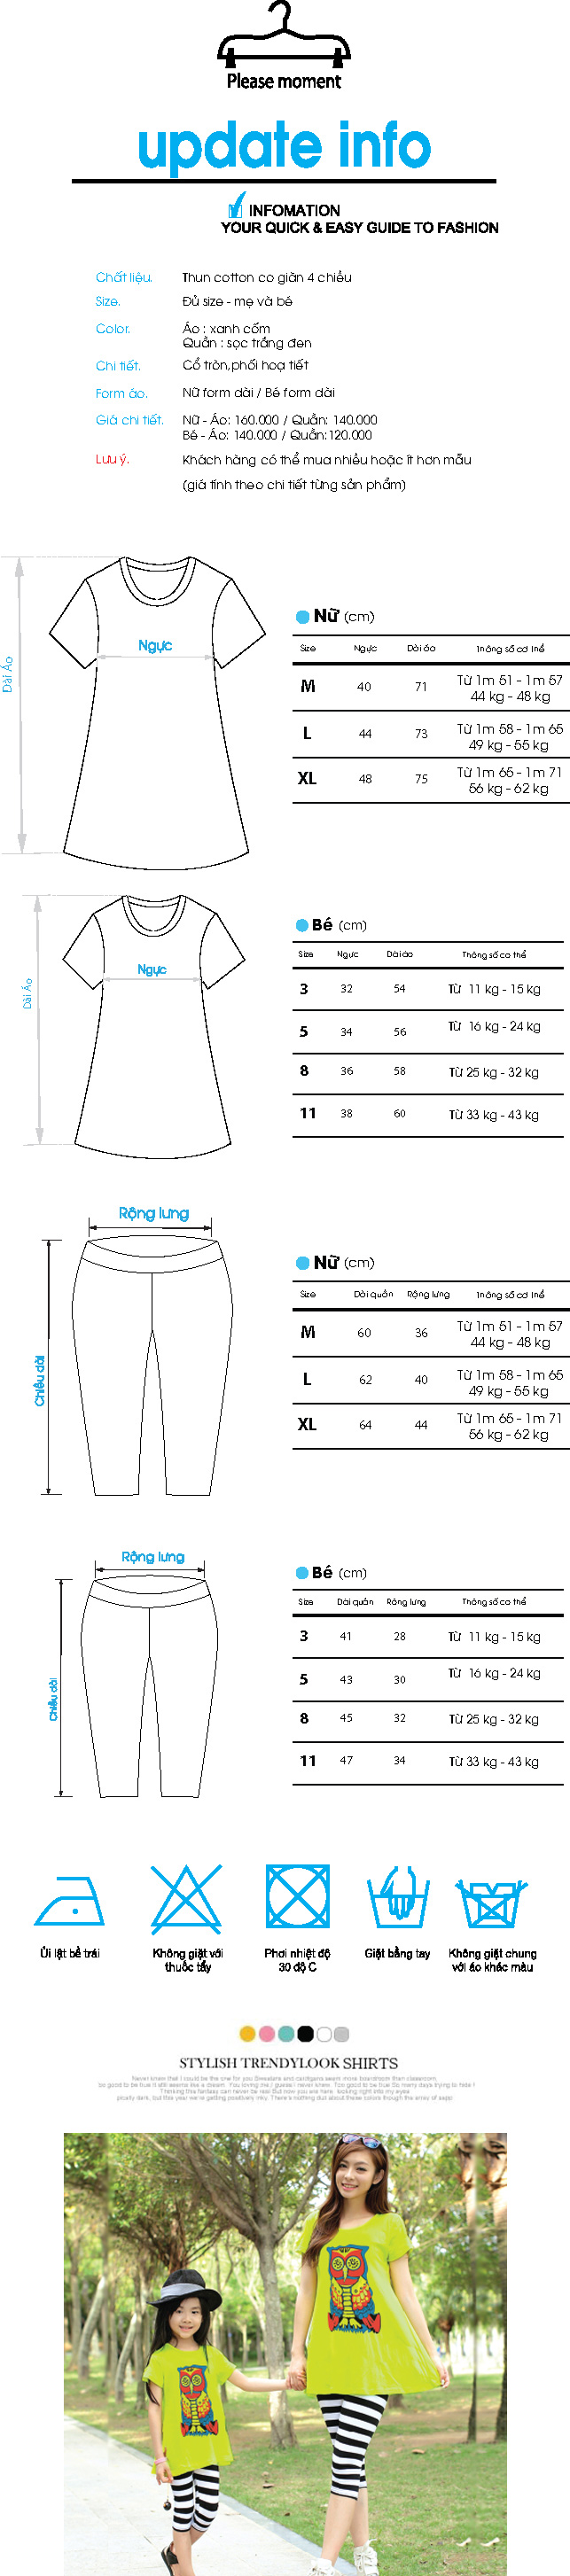 Please moment
update info
INFOMATION
YOUR QUICK & EASY GUIDE TO FASHION
Chất liệu. Thun cotton co giãn 4 chiều
Size. Đủ size - mẹ và bé
Color. Áo : xanh cốm
Quần : sọc trắng đen
Chi tiết. Cổ tròn,phối hoạ tiết
Form áo. Nữ form dài / Bé form dài
Giá chi tiết. Nữ - Áo: 160.000 / Quần: 140.000
Bé - Áo: 140.000 / Quần:120.000
Lưu ý. Khách hàng có thể mua nhiều hoặc ít hơn mẫu
(giá tính theo chi tiết từng sản phẩm)
Dài Áo
Ngực
Nữ (cm)
Size Ngực Dài áo Thông số cơ thể
M 40 71 Từ 1m 51 - 1m 57
44 kg - 48 kg
L 44 73 Từ 1m 58 - 1m 65
49 kg - 55 kg
XL 48 75 Từ 1m 65 - 1m 71
56 kg - 62 kg
Dài Áo
Ngực
Bé (cm)
Size Ngực Dài áo Thông số cơ thể
3 32 54 Từ 11 kg - 15 kg
5 34 56 Từ 16 kg - 24 kg
8 36 58 Từ 25 kg - 32 kg
11 38 60 Từ 33 kg - 43 kg
Rộng lưng
Chiều dài
Nữ (cm)
Size Dài quần Rộng lưng Thông số cơ thể
M 60 36 Từ 1m 51 - 1m 57
44 kg - 48 kg
L 62 40 Từ 1m 58 - 1m 65
49 kg - 55 kg
XL 64 44 Từ 1m 65 - 1m 71
56 kg - 62 kg
Rộng lưng
Chiều dài
Bé (cm)
Size Dài quần Rộng lưng Thông số cơ thể
3 41 28 Từ 11 kg - 15 kg
5 43 30 Từ 16 kg - 24 kg
8 45 32 Từ 25 kg - 32 kg
11 47 34 Từ 33 kg - 43 kg
Ủi lật bề trái
Không giặt với
thuốc tẩy
Phơi nhiệt độ
30 độ C
Giặt bằng tay
Không giặt chung
với áo khác màu
STYLISH TRENDYLOOK SHIRTS